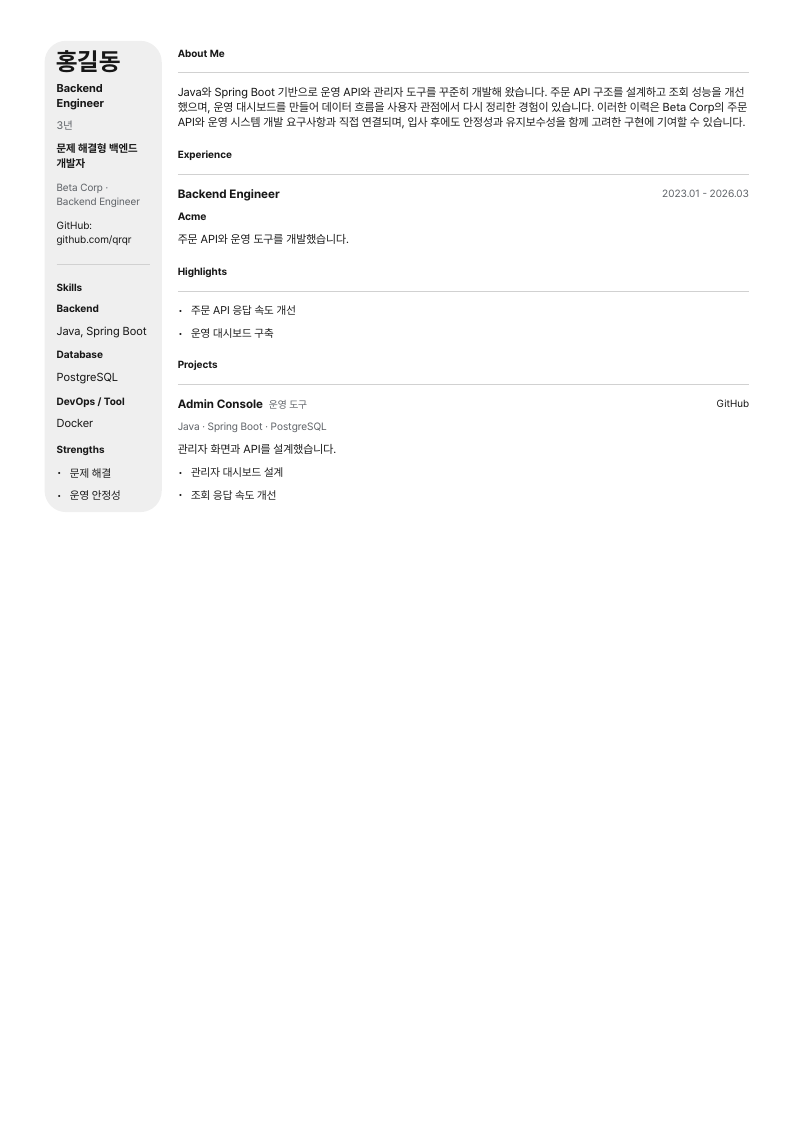 홍길동
Backend
Engineer
3년
문제 해결형 백엔드
개발자
Beta Corp ·
Backend Engineer
GitHub:
github.com/qrqr
Skills
Backend
Java, Spring Boot
Database
PostgreSQL
DevOps / Tool
Docker
Strengths
• 문제 해결
• 운영 안정성
About Me
Java와 Spring Boot 기반으로 운영 API와 관리자 도구를 꾸준히 개발해 왔습니다. 주문 API 구조를 설계하고 조회 성능을 개선
했으며, 운영 대시보드를 만들어 데이터 흐름을 사용자 관점에서 다시 정리한 경험이 있습니다. 이러한 이력은 Beta Corp의 주문
API와 운영 시스템 개발 요구사항과 직접 연결되며, 입사 후에도 안정성과 유지보수성을 함께 고려한 구현에 기여할 수 있습니다.
Experience
Backend Engineer 2023.01 - 2026.03
Acme
주문 API와 운영 도구를 개발했습니다.
Highlights
• 주문 API 응답 속도 개선
• 운영 대시보드 구축
Projects
Admin Console 운영 도구 GitHub
Java · Spring Boot · PostgreSQL
관리자 화면과 API를 설계했습니다.
• 관리자 대시보드 설계
• 조회 응답 속도 개선